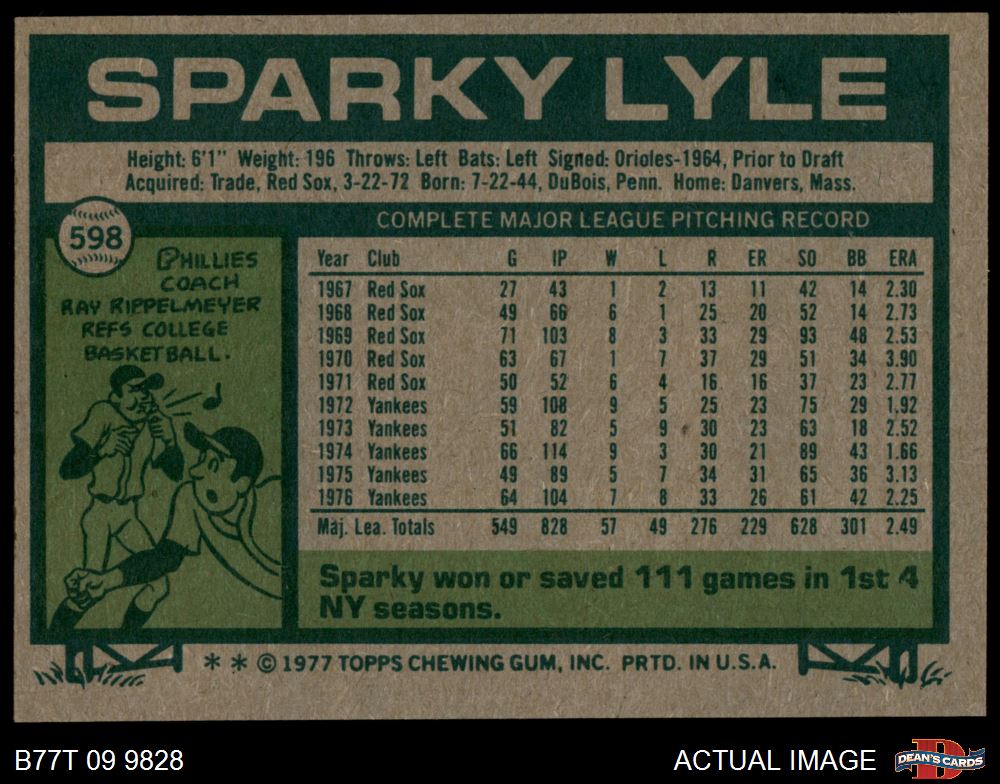 SPARKY LYLE
Height: 6'1" Weight: 196 Throws: Left Bats: Left Signed: Orioles-1964, Prior to Draft
Acquired: Trade, Red Sox, 3-22-72 Born: 7-22-44, DuBois, Penn. Home: Danvers, Mass.
598
PHILLIES
COACH
RAY RIPPELMEYER
REFS COLLEGE
BASKETBALL.
COMPLETE MAJOR LEAGUE PITCHING RECORD
Year Club G IP W L R ER SO BB ERA
1967 Red Sox 27 43 1 2 13 11 42 14 2.30
1968 Red Sox 49 66 6 1 25 20 52 14 2.73
1969 Red Sox 71 103 8 3 33 29 93 48 2.53
1970 Red Sox 63 67 1 7 37 29 51 34 3.90
1971 Red Sox 50 52 6 4 16 16 37 23 2.77
1972 Yankees 59 108 9 5 25 23 75 29 1.92
1973 Yankees 51 82 5 9 30 23 63 18 2.52
1974 Yankees 66 114 9 3 30 21 89 43 1.66
1975 Yankees 49 89 5 7 34 31 65 36 3.13
1976 Yankees 64 104 7 8 33 26 61 42 2.25
Maj. Lea. Totals 549 828 57 49 276 229 628 301 2.49
Sparky won or saved 111 games in 1st 4
NY seasons.
* * © 1977 TOPPS CHEWING GUM, INC. PRTD. IN U.S.A.
B77T 09 9828
ACTUAL IMAGE
DEAN'S CARDS